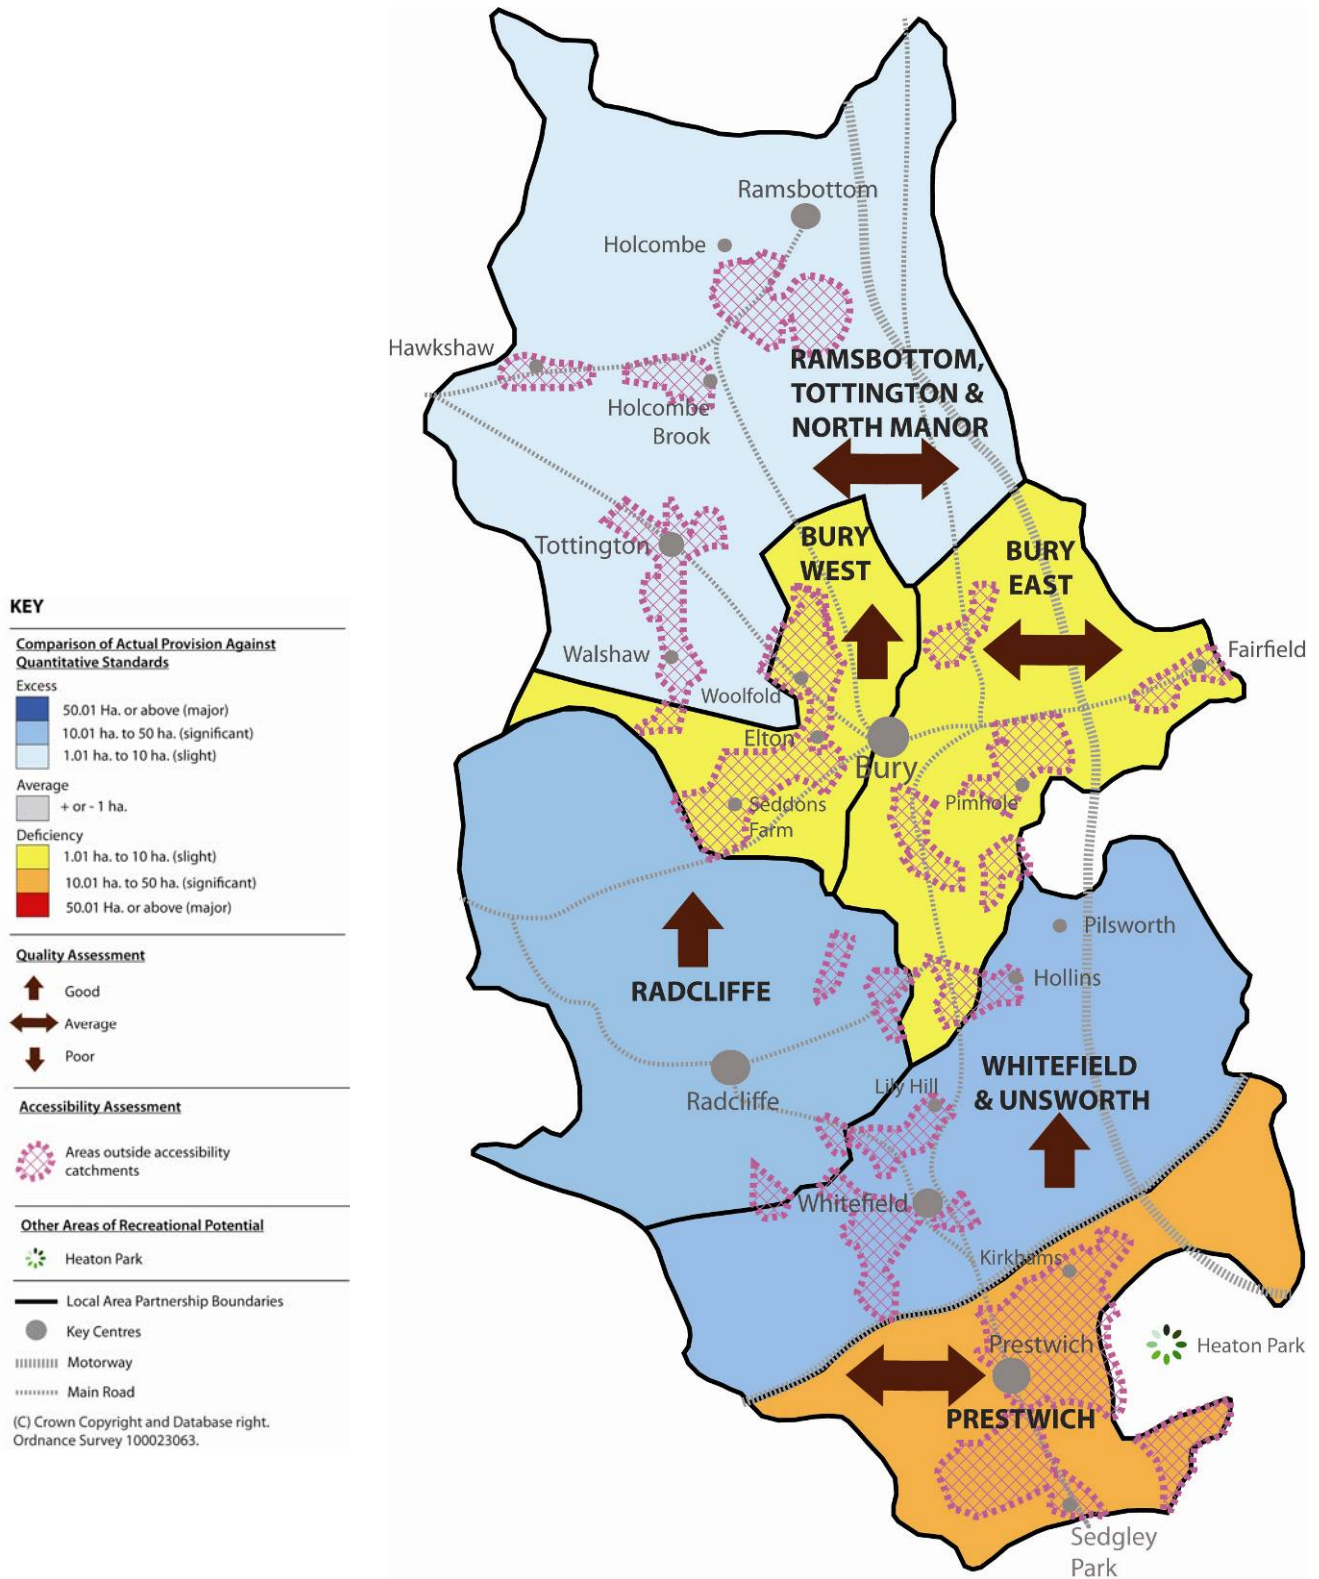 KEY
Comparison of Actual Provision Against
Quantitative Standards
Excess
50.01 Ha. or above (major)
10.01 ha. to 50 ha. (significant)
1.01 ha. to 10 ha. (slight)
Average
+ or - 1 ha.
Deficiency
1.01 ha. to 10 ha. (slight)
10.01 ha. to 50 ha. (significant)
50.01 Ha. or above (major)
Quality Assessment
Good
Average
Poor
Accessibility Assessment
Areas outside accessibility
catchments
Other Areas of Recreational Potential
Heaton Park
Local Area Partnership Boundaries
Key Centres
Motorway
Main Road
(C) Crown Copyright and Database right.
Ordnance Survey 100023063.
Ramsbottom
Holcombe
Hawkshaw
RAMSBOTTOM,
TOTTINGTON &
NORTH MANOR
Holcombe
Brook
Tottington
BURY
WEST
BURY
EAST
Walshaw
Fairfield
Woolfold
Elton
Bury
Seddons
Farm
Pimhole
Pilsworth
Hollins
RADCLIFFE
WHITEFIELD
& UNSWORTH
Lily Hill
Radcliffe
Whitefield
Kirkhams
Prestwich
Heaton Park
PRESTWICH
Sedgley
Park